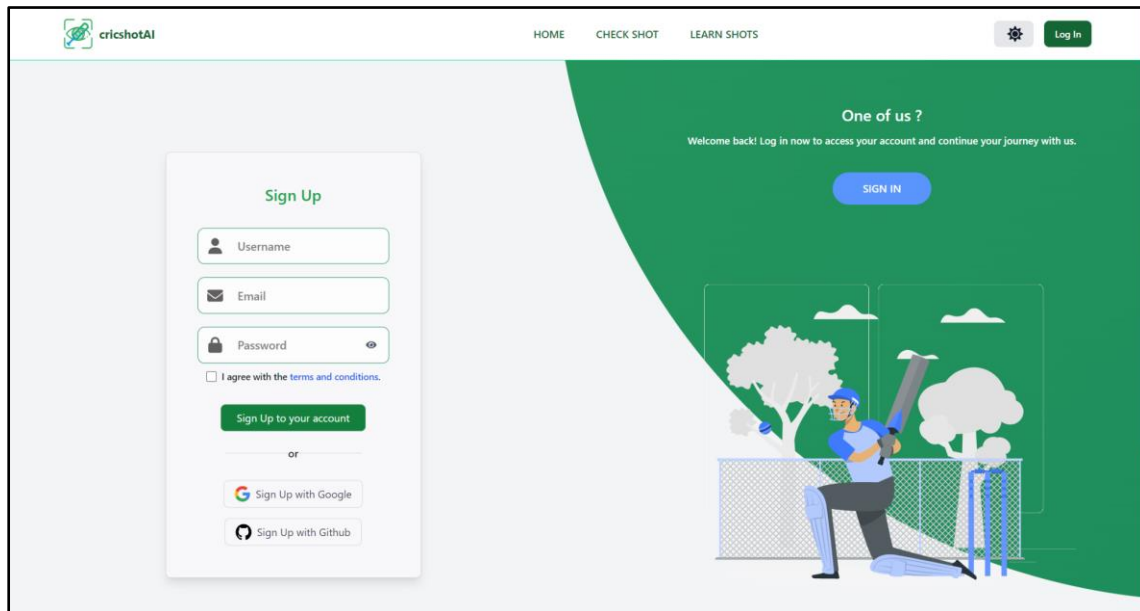 cricshotAI
HOME
CHECK SHOT
LEARN SHOTS
Log In
Sign Up
Username
Email
Password
I agree with the terms and conditions.
Sign Up to your account
or
Sign Up with Google
Sign Up with Github
One of us ?
Welcome back! Log in now to access your account and continue your journey with us.
SIGN IN